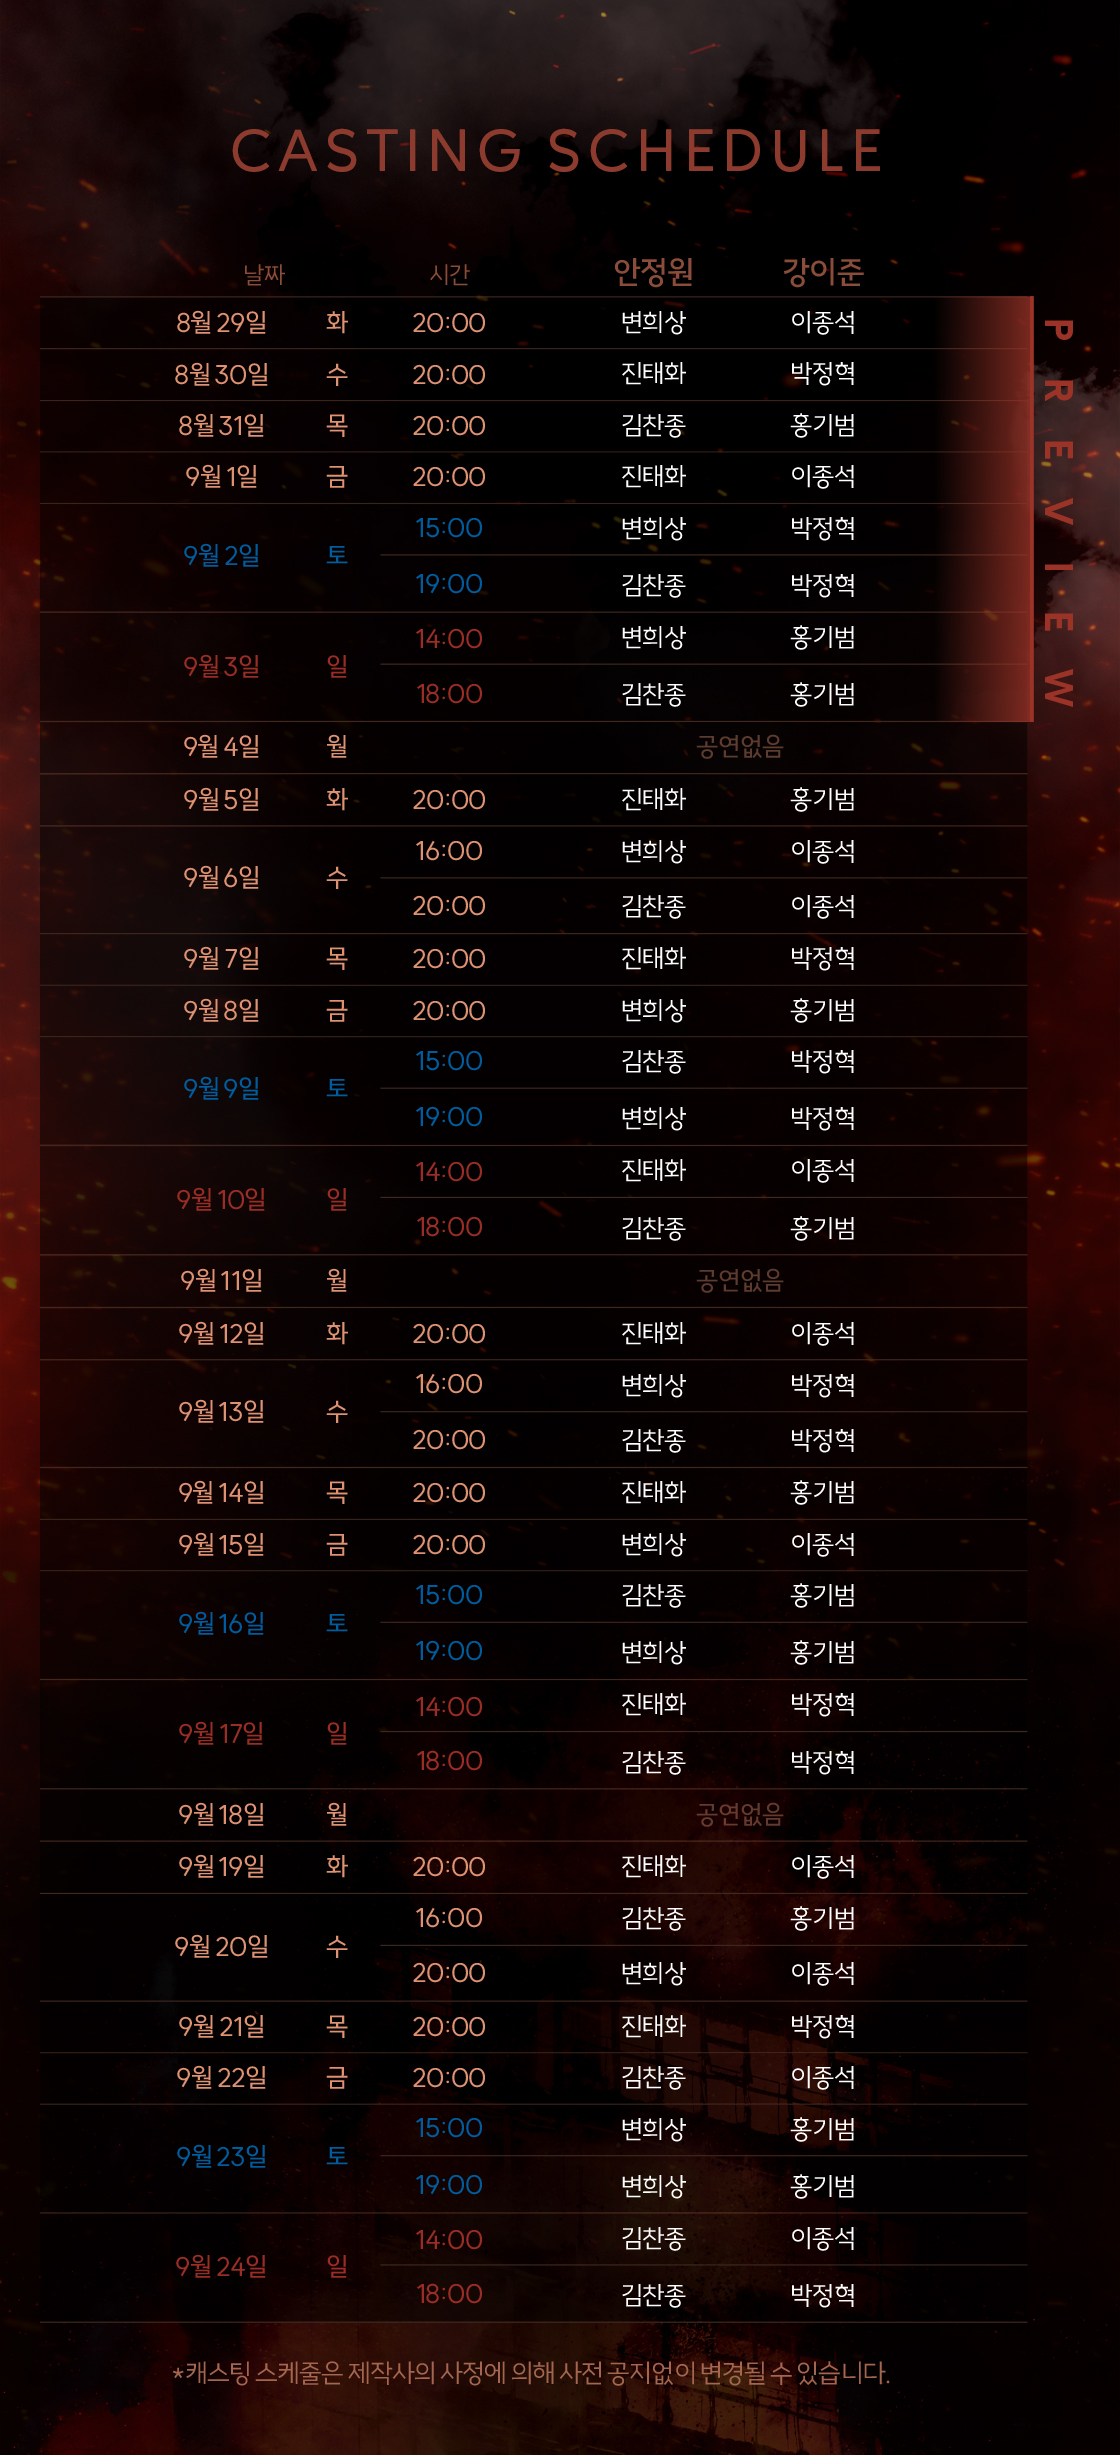 CASTING SCHEDULE
날짜 시간 안정원 강이준
PREVIEW
8월 29일 화 20:00 변희상 이종석
8월 30일 수 20:00 진태화 박정혁
8월 31일 목 20:00 김찬종 홍기범
9월 1일 금 20:00 진태화 이종석
9월 2일 토 15:00 변희상 박정혁
19:00 김찬종 박정혁
9월 3일 일 14:00 변희상 홍기범
18:00 김찬종 홍기범
9월 4일 월 공연없음
9월 5일 화 20:00 진태화 홍기범
9월 6일 수 16:00 변희상 이종석
20:00 김찬종 이종석
9월 7일 목 20:00 진태화 박정혁
9월 8일 금 20:00 변희상 홍기범
9월 9일 토 15:00 김찬종 박정혁
19:00 변희상 박정혁
9월 10일 일 14:00 진태화 이종석
18:00 김찬종 홍기범
9월 11일 월 공연없음
9월 12일 화 20:00 진태화 이종석
9월 13일 수 16:00 변희상 박정혁
20:00 김찬종 박정혁
9월 14일 목 20:00 진태화 홍기범
9월 15일 금 20:00 변희상 이종석
9월 16일 토 15:00 김찬종 홍기범
19:00 변희상 홍기범
9월 17일 일 14:00 진태화 박정혁
18:00 김찬종 박정혁
9월 18일 월 공연없음
9월 19일 화 20:00 진태화 이종석
9월 20일 수 16:00 김찬종 홍기범
20:00 변희상 이종석
9월 21일 목 20:00 진태화 박정혁
9월 22일 금 20:00 김찬종 이종석
9월 23일 토 15:00 변희상 홍기범
19:00 변희상 홍기범
9월 24일 일 14:00 김찬종 이종석
18:00 김찬종 박정혁
*캐스팅 스케줄은 제작사의 사정에 의해 사전 공지없이 변경될 수 있습니다.